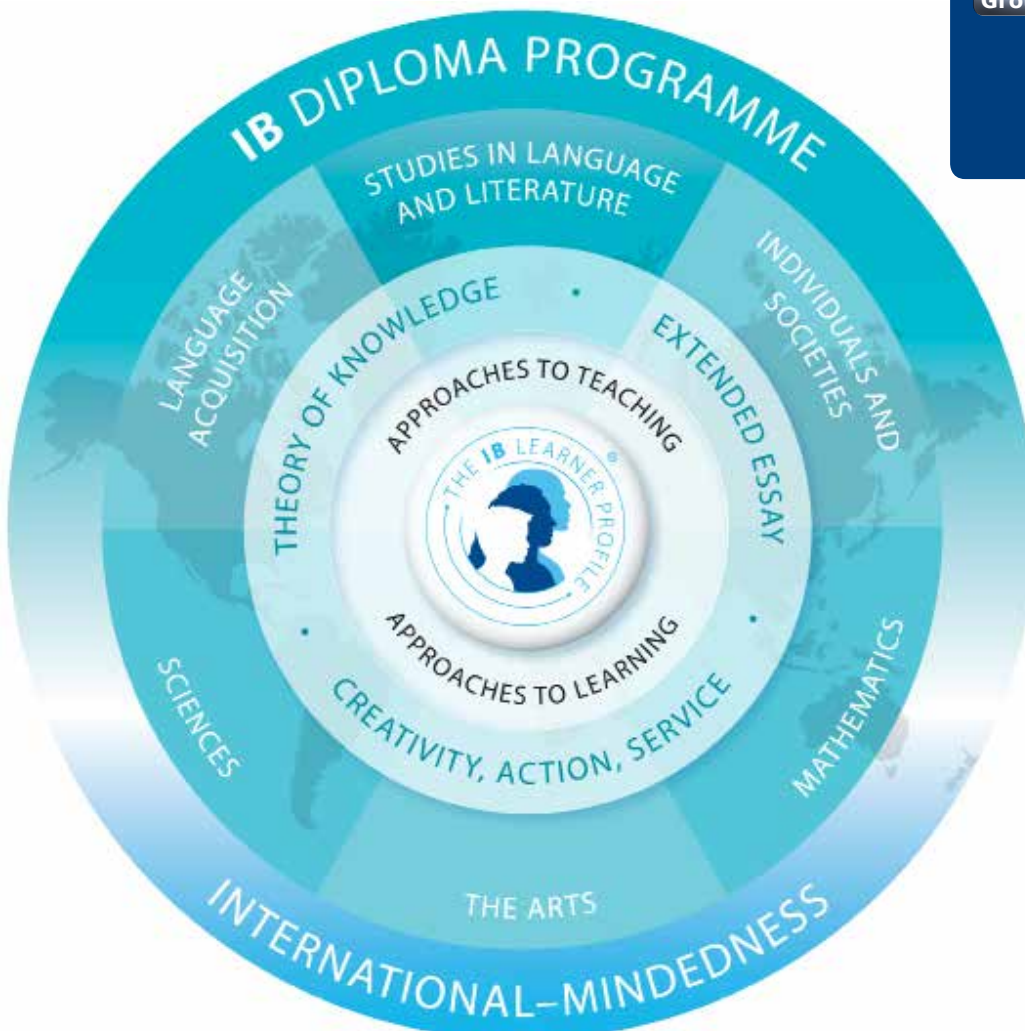 IB DIPLOMA PROGRAMME
STUDIES IN LANGUAGE
AND LITERATURE
LANGUAGE
ACQUISITION
INDIVIDUALS AND
SOCIETIES
THEORY OF KNOWLEDGE
EXTENDED ESSAY
APPROACHES TO TEACHING
THE IB LEARNER PROFILE ®
APPROACHES TO LEARNING
CREATIVITY, ACTION, SERVICE
SCIENCES
MATHEMATICS
THE ARTS
INTERNATIONAL–MINDEDNESS